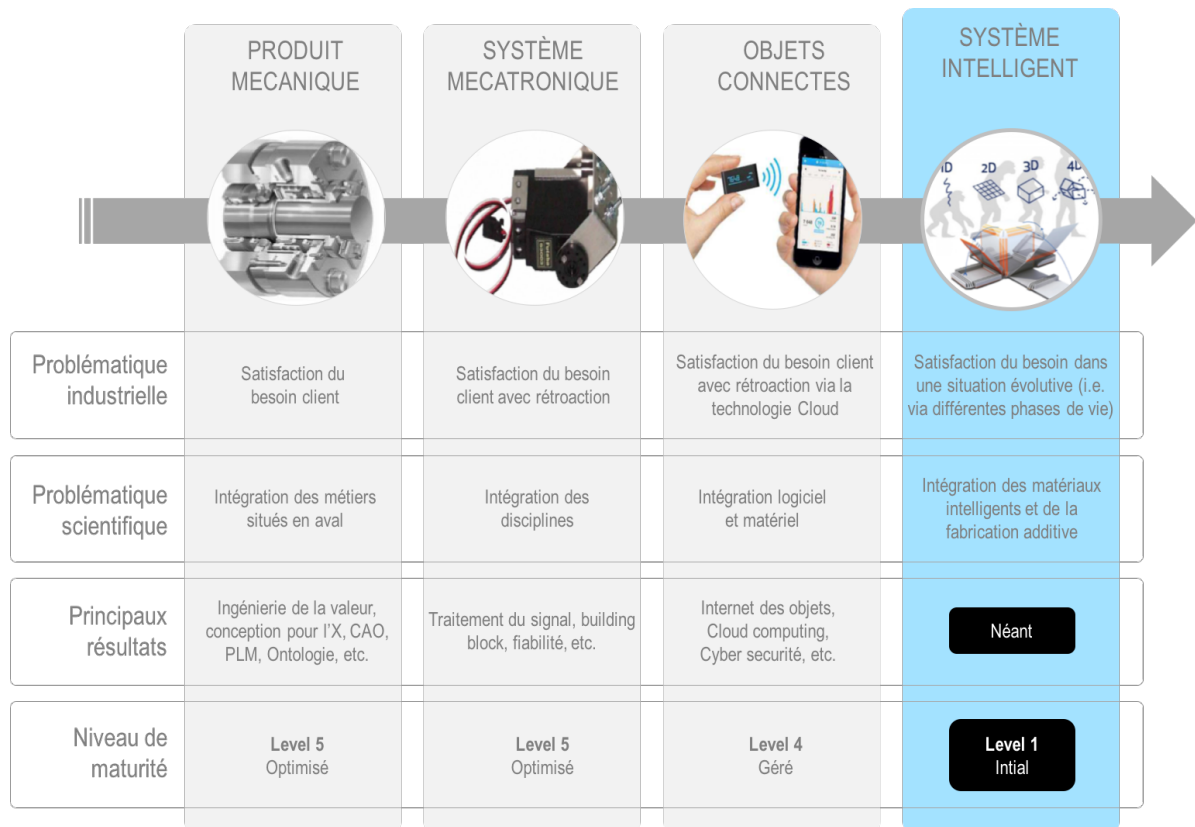 PRODUIT
MECANIQUE
SYSTÈME
MECATRONIQUE
OBJETS
CONNECTES
SYSTÈME
INTELLIGENT
1D
2D
3D
4D
Problématique
industrielle
Satisfaction du
besoin client
Satisfaction du besoin
client avec rétroaction
Satisfaction du besoin client
avec rétroaction via la
technologie Cloud
Satisfaction du besoin dans
une situation évolutive (i.e.
via différentes phases de vie)
Problématique
scientifique
Intégration des métiers
situés en aval
Intégration des
disciplines
Intégration logiciel
et matériel
Intégration des matériaux
intelligents et de la
fabrication additive
Principaux
résultats
Ingénierie de la valeur,
conception pour l'X, CAO,
PLM, Ontologie, etc.
Traitement du signal, building
block, fiabilité, etc.
Internet des objets,
Cloud computing,
Cyber securité, etc.
Néant
Niveau de
maturité
Level 5
Optimisé
Level 5
Optimisé
Level 4
Géré
Level 1
Intial